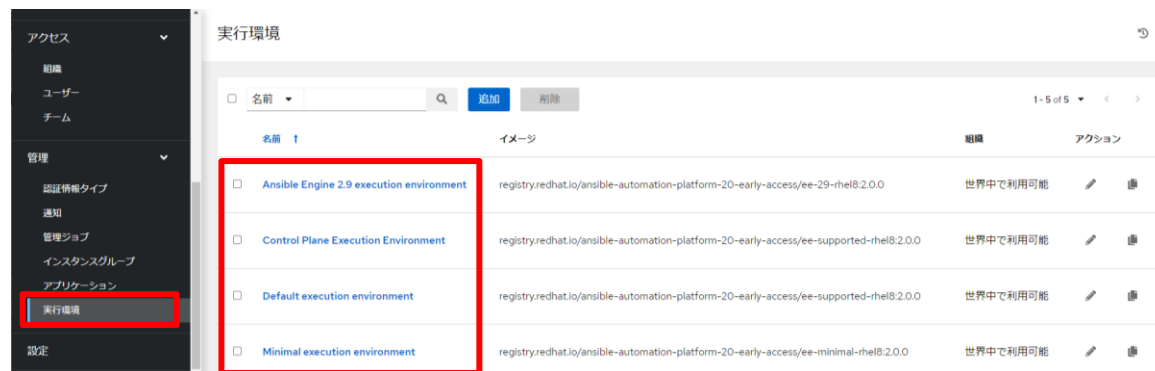 アクセス
組織
ユーザー
チーム
管理
認証情報タイプ
通知
管理ジョブ
インスタンスグループ
アプリケーション
実行環境
設定
実行環境
名前 追加 削除 1 - 5 of 5
名前 イメージ 組織 アクション
Ansible Engine 2.9 execution environment registry.redhat.io/ansible-automation-platform-20-early-access/ee-29-rhel8:2.0.0 世界中で利用可能
Control Plane Execution Environment registry.redhat.io/ansible-automation-platform-20-early-access/ee-supported-rhel8:2.0.0 世界中で利用可能
Default execution environment registry.redhat.io/ansible-automation-platform-20-early-access/ee-supported-rhel8:2.0.0 世界中で利用可能
Minimal execution environment registry.redhat.io/ansible-automation-platform-20-early-access/ee-minimal-rhel8:2.0.0 世界中で利用可能